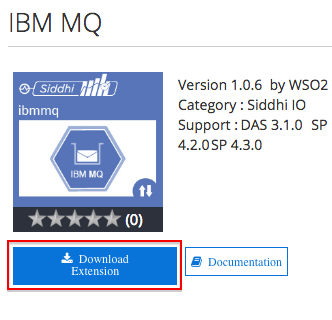 IBM MQ
Siddhi
ibmmq
IBM MQ
(0)
Version 1.0.6 by WSO2
Category : Siddhi IO
Support : DAS 3.1.0 SP
4.2.0SP 4.3.0
Download
Extension
Documentation